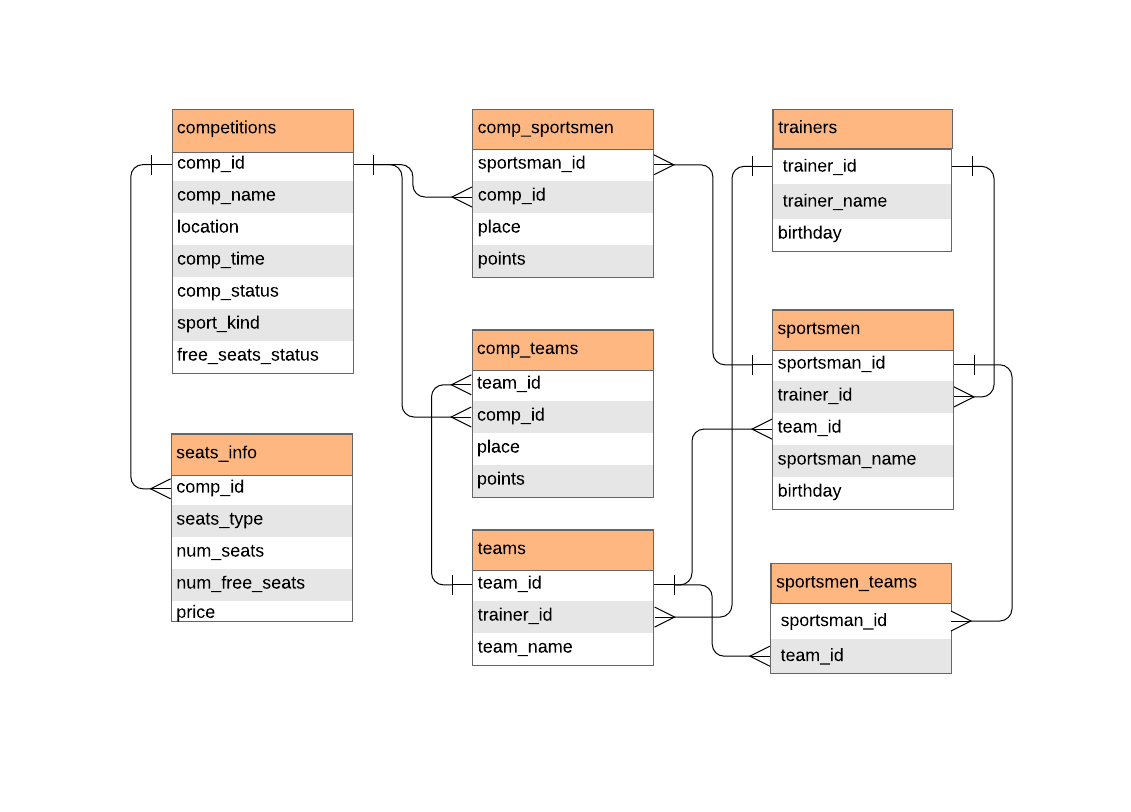 competitions
comp_id
comp_name
location
comp_time
comp_status
sport_kind
free_seats_status
seats_info
comp_id
seats_type
num_seats
num_free_seats
price
comp_sportsmen
sportsman_id
comp_id
place
points
comp_teams
team_id
comp_id
place
points
teams
team_id
trainer_id
team_name
trainers
trainer_id
trainer_name
birthday
sportsmen
sportsman_id
trainer_id
team_id
sportsman_name
birthday
sportsmen_teams
sportsman_id
team_id